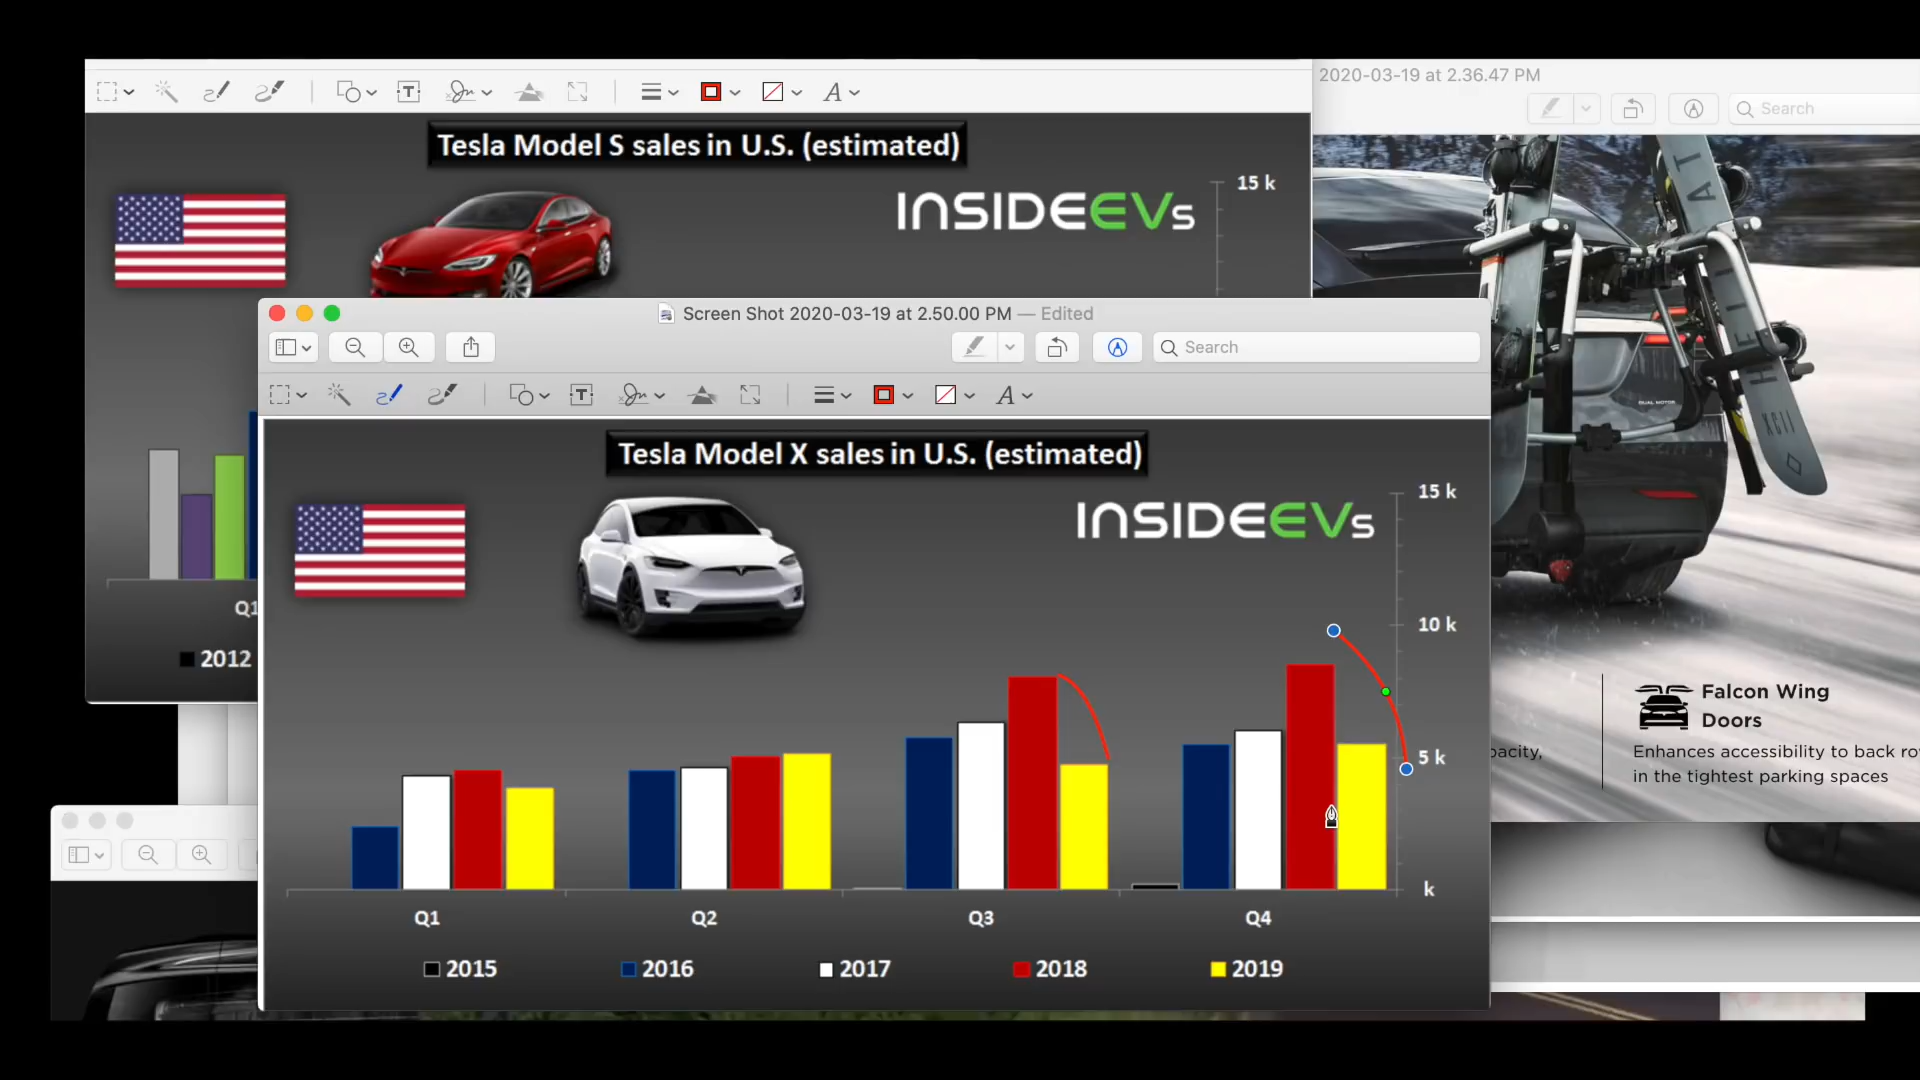 2020-03-19 at 2.36.47 PM
Search
T
A
Tesla Model S sales in U.S. (estimated)
INSIDEEVs
15 k
Q1
2012
Screen Shot 2020-03-19 at 2.50.00 PM — Edited
Search
T
A
Tesla Model X sales in U.S. (estimated)
INSIDEEVs
15 k
10 k
5 k
k
Q1 Q2 Q3 Q4
2015 2016 2017 2018 2019
DUAL MOTOR
Falcon Wing
Doors
Enhances accessibility to back ro
in the tightest parking spaces
pacity,